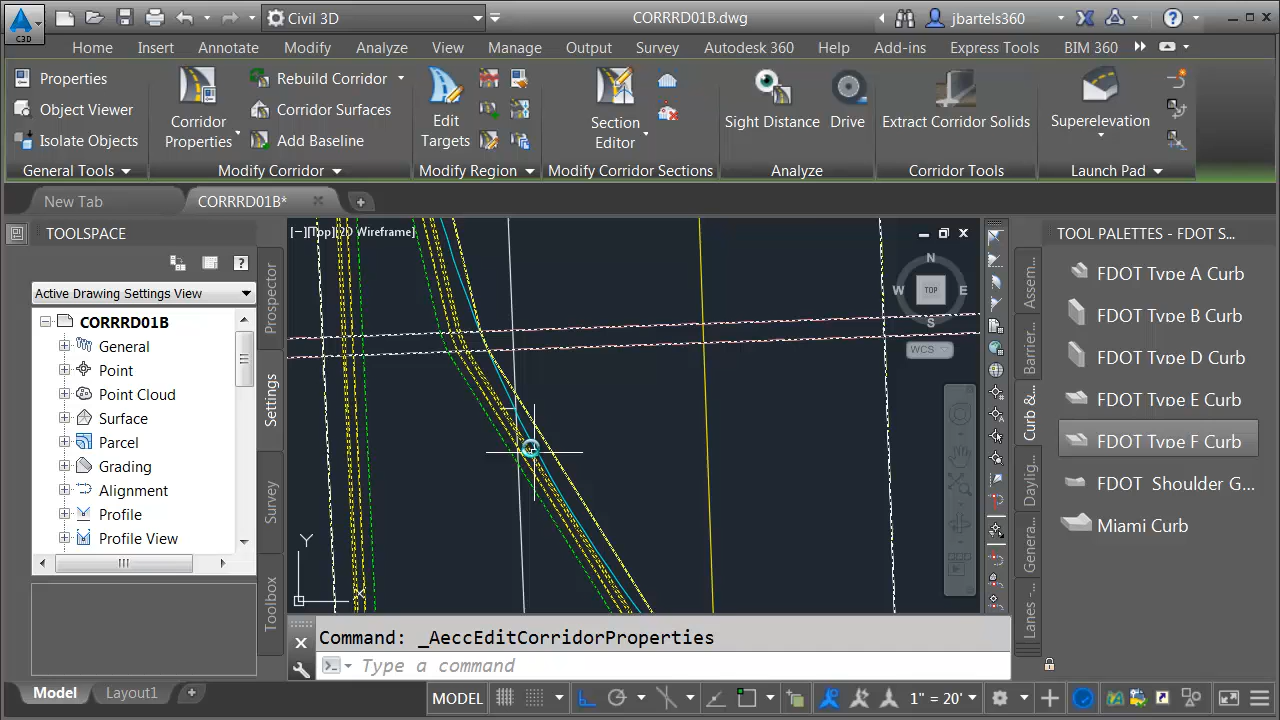 C3D
Civil 3D
CORRRD01B.dwg
jbartels360
Home Insert Annotate Modify Analyze View Manage Output Survey Autodesk 360 Help Add-ins Express Tools BIM 360
Properties
Object Viewer
Isolate Objects
General Tools
Corridor
Properties
Rebuild Corridor
Corridor Surfaces
Add Baseline
Modify Corridor
Edit
Targets
Modify Region
Section
Editor
Modify Corridor Sections
Sight Distance
Drive
Analyze
Extract Corridor Solids
Corridor Tools
Superelevation
Launch Pad
New Tab
CORRRD01B*
TOOLSPACE
Active Drawing Settings View
CORRRD01B
General
Point
Point Cloud
Surface
Parcel
Grading
Alignment
Profile
Profile View
Prospector
Settings
Survey
Toolbox
[−][Top][2D Wireframe]
N
W TOP E
S
WCS
Y
X
TOOL PALETTES - FDOT S...
Assem...
Barrier...
Curb &...
Daylig...
Genera...
Lanes -...
FDOT Type A Curb
FDOT Type B Curb
FDOT Type D Curb
FDOT Type E Curb
FDOT Type F Curb
FDOT Shoulder G...
Miami Curb
Command: _AeccEditCorridorProperties
Type a command
Model Layout1
MODEL
1" = 20'